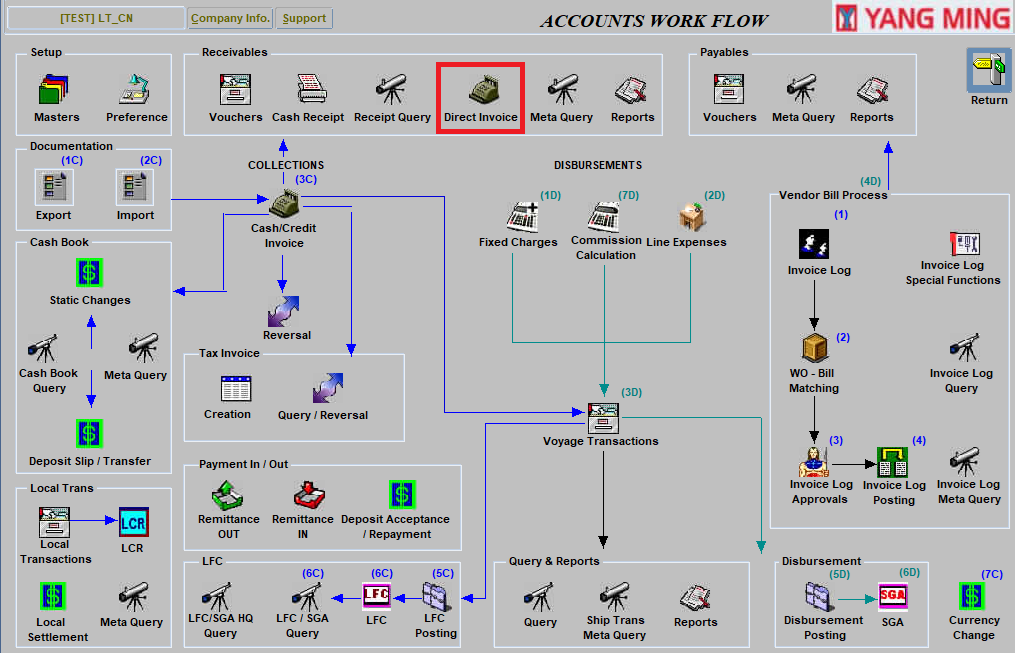 [TEST] LT_CN
Company Info.
Support
ACCOUNTS WORK FLOW
YANG MING
Setup
Masters
Preference
Receivables
Vouchers
Cash Receipt
Receipt Query
Direct Invoice
Meta Query
Reports
Payables
Vouchers
Meta Query
Reports
Return
Documentation
(1C)
(2C)
Export
Import
COLLECTIONS
(3C)
Cash/Credit
Invoice
Reversal
DISBURSEMENTS
(1D)
(7D)
(2D)
Fixed Charges
Commission
Calculation
Line Expenses
(4D)
Vendor Bill Process
(1)
Invoice Log
Invoice Log
Special Functions
(2)
WO - Bill
Matching
Invoice Log
Query
(3)
(4)
Invoice Log
Approvals
Invoice Log
Posting
Invoice Log
Meta Query
Cash Book
$
Static Changes
Cash Book
Query
Meta Query
$
Deposit Slip / Transfer
Tax Invoice
Creation
Query / Reversal
(3D)
Voyage Transactions
Payment In / Out
$
Remittance
OUT
Remittance
IN
Deposit Acceptance
/ Repayment
Local Trans
LCR
Local
Transactions
LCR
$
Local
Settlement
Meta Query
LFC
(6C)
(6C)
(5C)
LFC
LFC/SGA HQ
Query
LFC / SGA
Query
LFC
LFC
Posting
Query & Reports
Query
Ship Trans
Meta Query
Reports
Disbursement
(5D)
(6D)
SGA
Disbursement
Posting
SGA
(7C)
$
Currency
Change